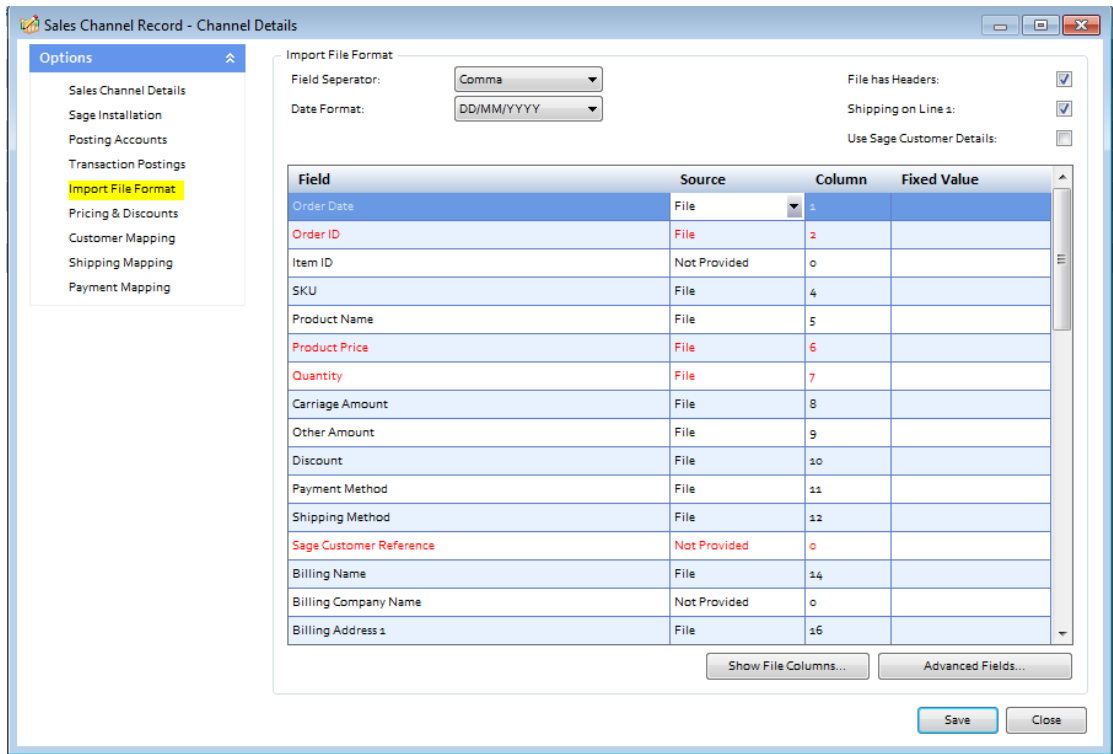 Sales Channel Record - Channel Details
Options
Sales Channel Details
Sage Installation
Posting Accounts
Transaction Postings
Import File Format
Pricing & Discounts
Customer Mapping
Shipping Mapping
Payment Mapping
Import File Format
Field Seperator: Comma File has Headers:
Date Format: DD/MM/YYYY Shipping on Line 1:
Use Sage Customer Details:
Field Source Column Fixed Value
Order Date File 1
Order ID File 2
Item ID Not Provided 0
SKU File 4
Product Name File 5
Product Price File 6
Quantity File 7
Carriage Amount File 8
Other Amount File 9
Discount File 10
Payment Method File 11
Shipping Method File 12
Sage Customer Reference Not Provided 0
Billing Name File 14
Billing Company Name Not Provided 0
Billing Address 1 File 16
Show File Columns... Advanced Fields...
Save Close